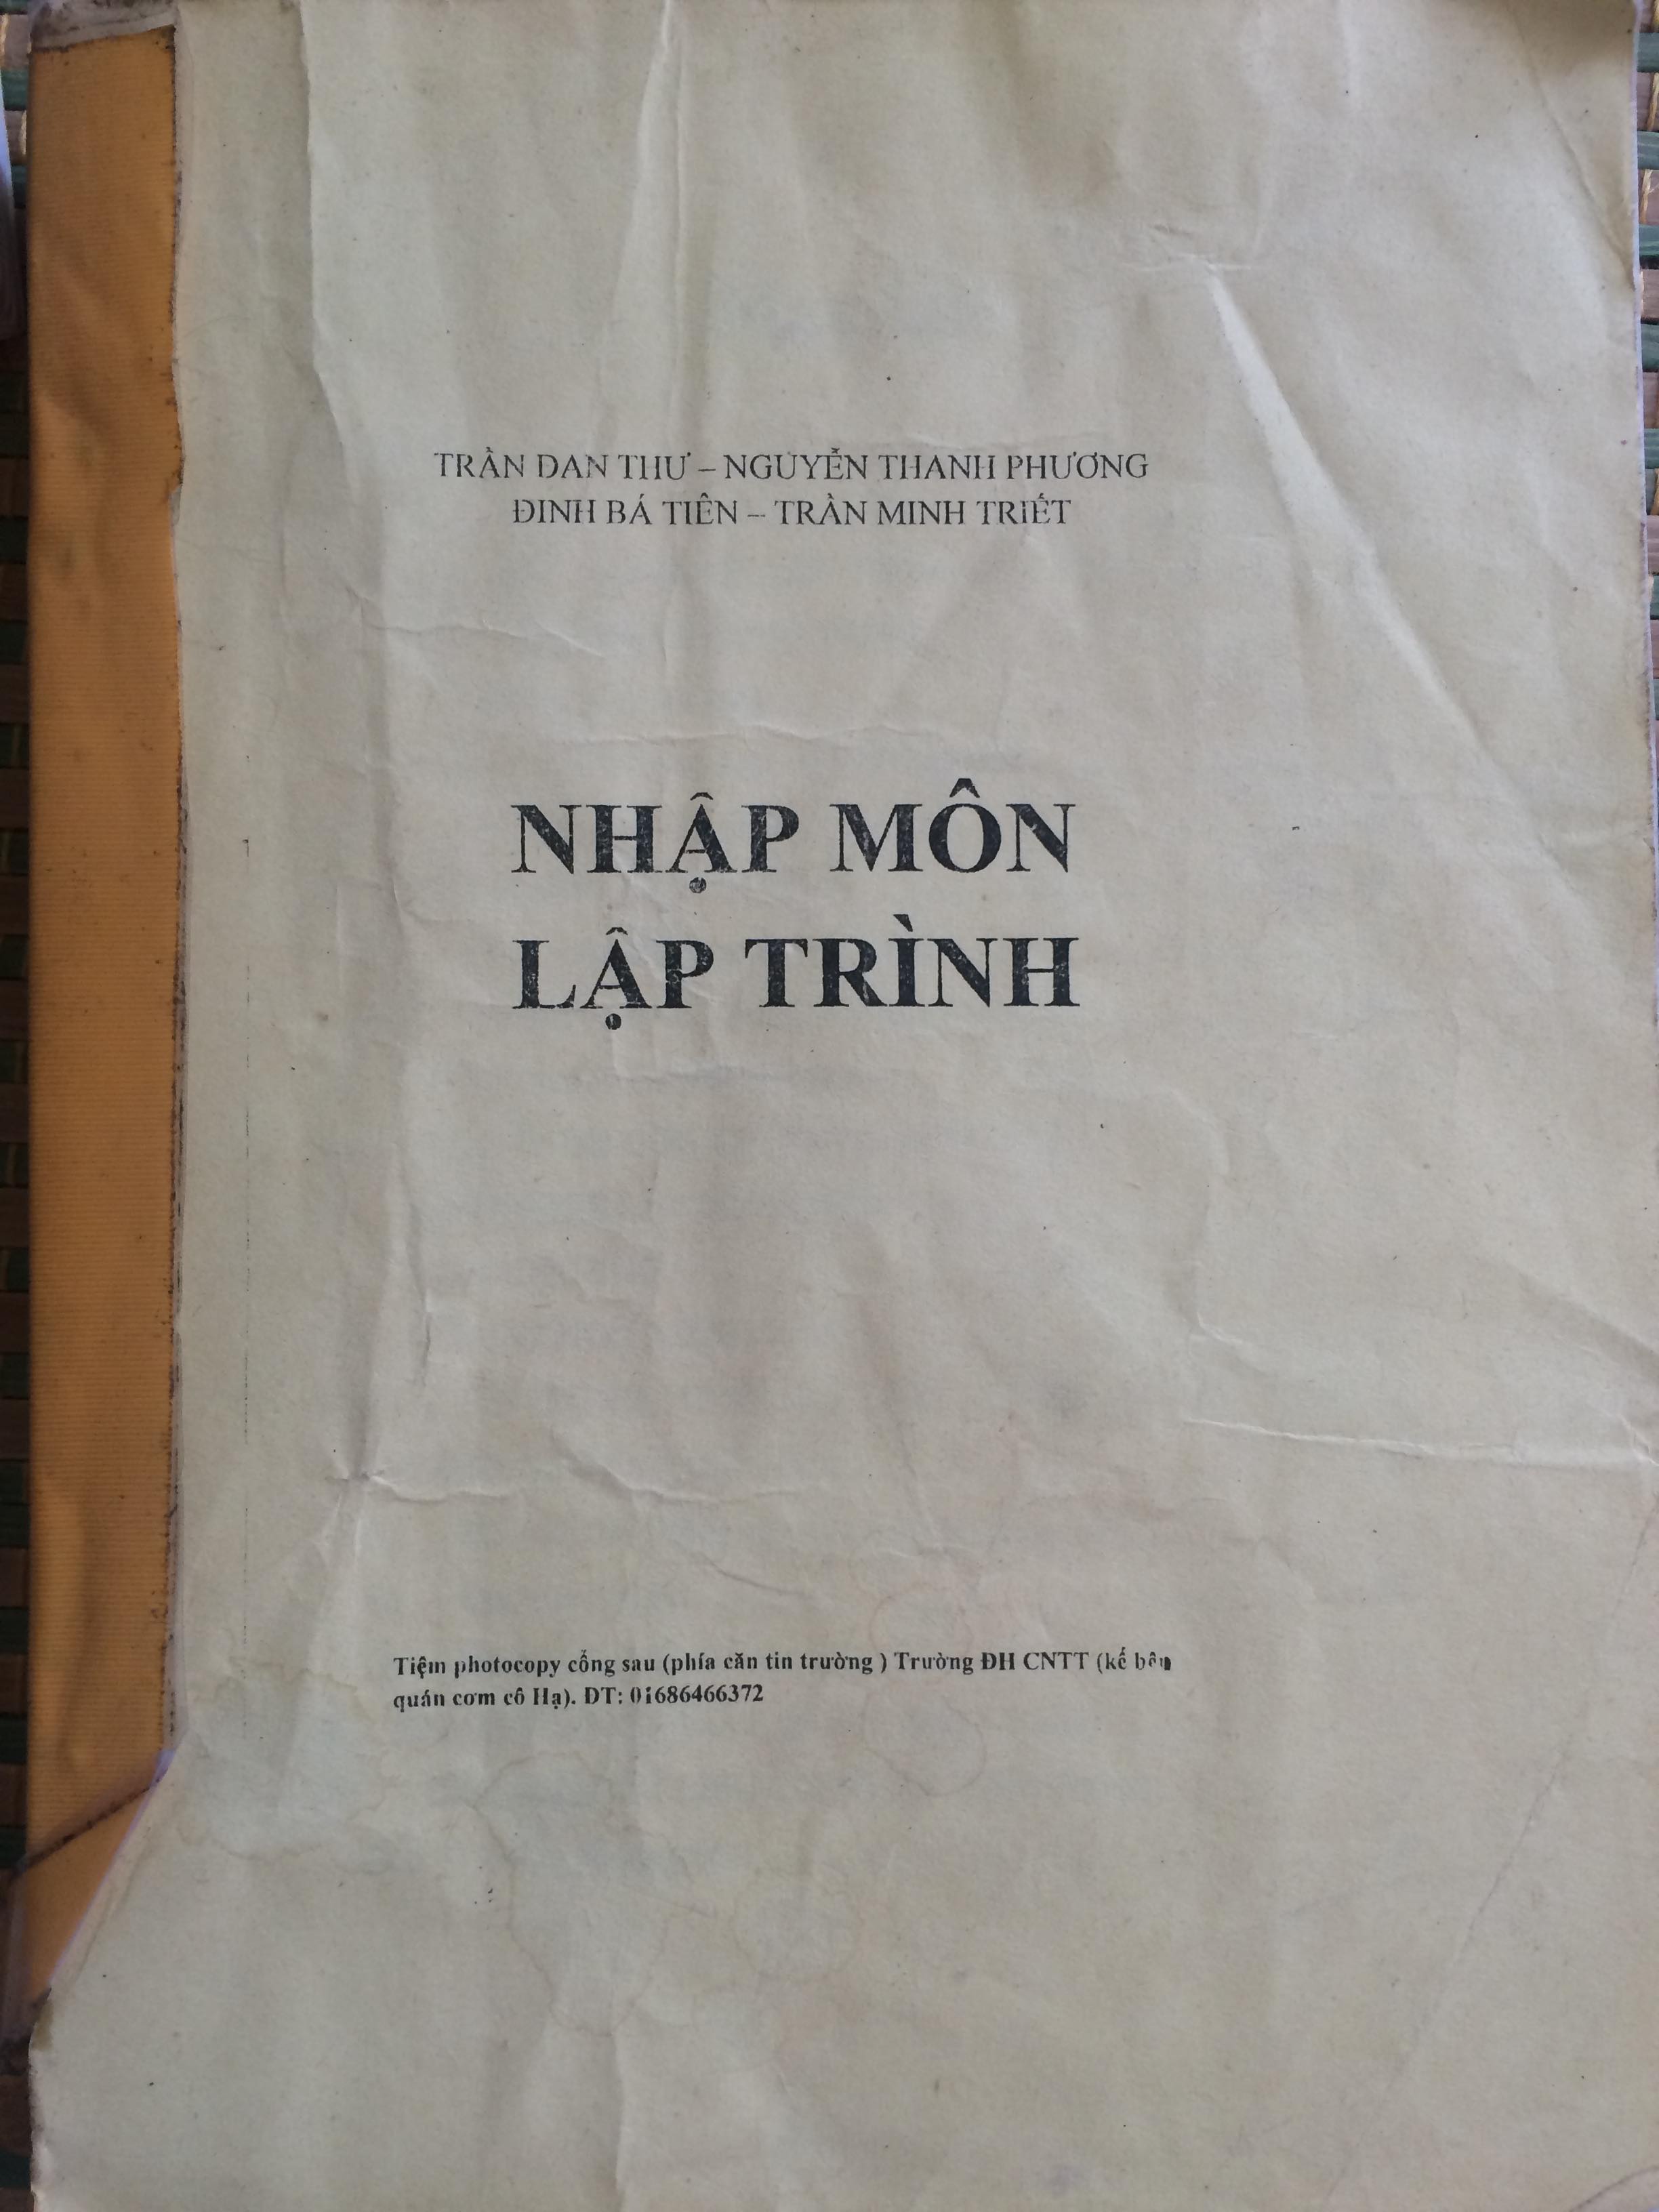 TRẦN DAN THƯ – NGUYỄN THANH PHƯƠNG
ĐINH BÁ TIẾN – TRẦN MINH TRIẾT
NHẬP MÔN
LẬP TRÌNH
Tiệm photocopy cổng sau (phía căn tin trường ) Trường ĐH CNTT (kế bên
quán cơm cô Hạ). ĐT: 01686466372